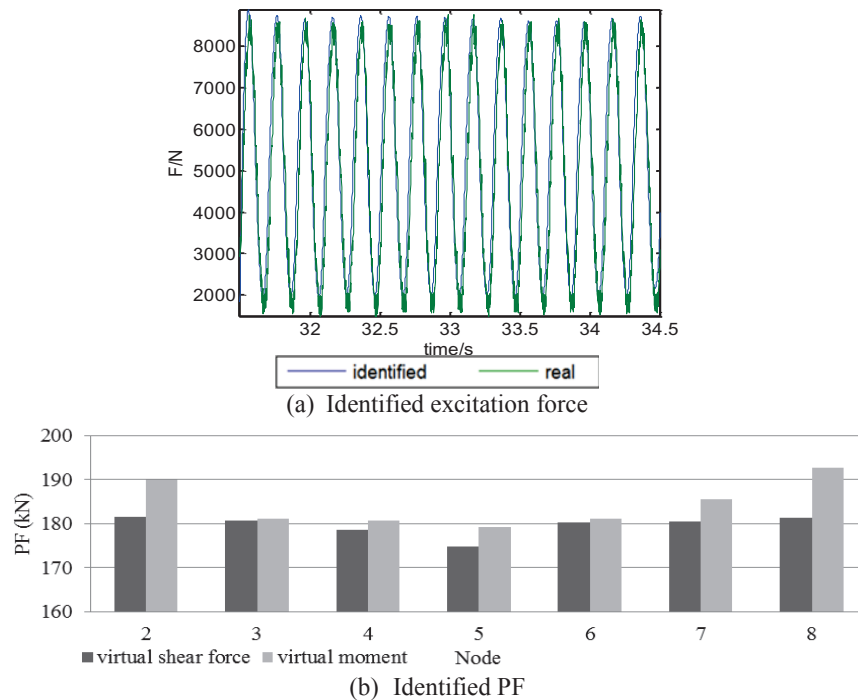 8000
7000
6000
5000
4000
3000
2000
F/N
32 32.5 33 33.5 34 34.5
time/s
identified real
(a) Identified excitation force
200
190
180
170
160
PF (kN)
2 3 4 5 6 7 8
virtual shear force virtual moment Node
(b) Identified PF